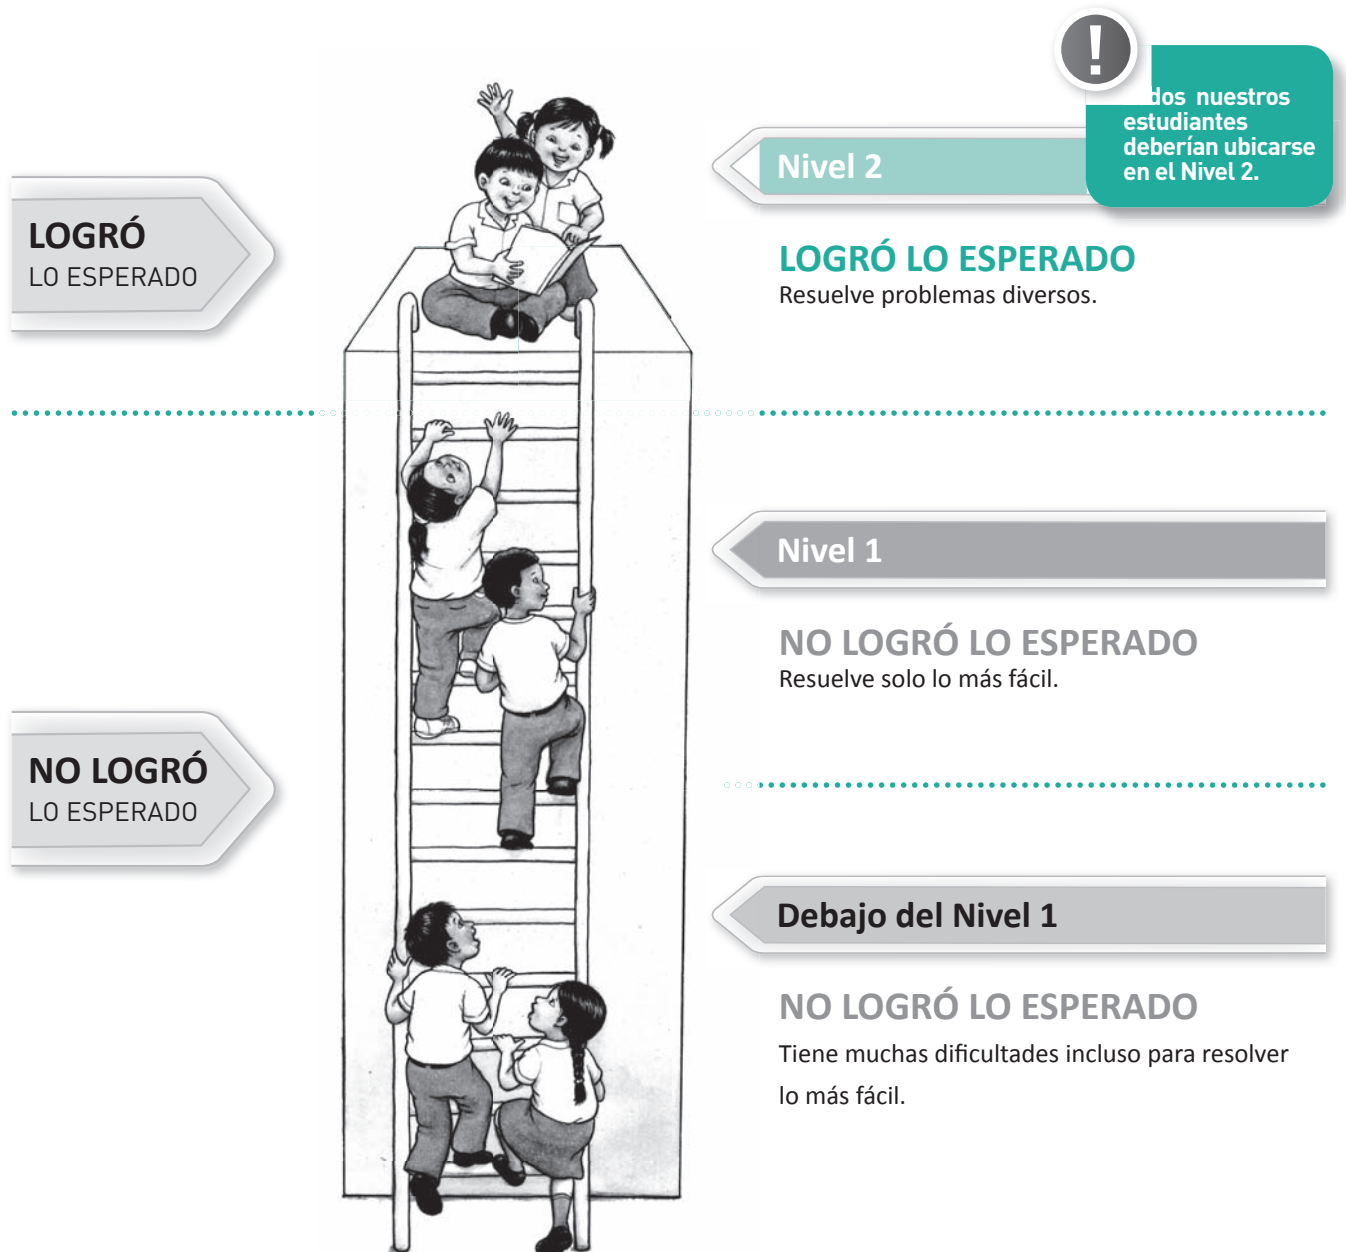 !
dos nuestros
estudiantes
deberían ubicarse
en el Nivel 2.
Nivel 2
LOGRÓ
LO ESPERADO
LOGRÓ LO ESPERADO
Resuelve problemas diversos.
Nivel 1
NO LOGRÓ LO ESPERADO
Resuelve solo lo más fácil.
NO LOGRÓ
LO ESPERADO
Debajo del Nivel 1
NO LOGRÓ LO ESPERADO
Tiene muchas dificultades incluso para resolver
lo más fácil.